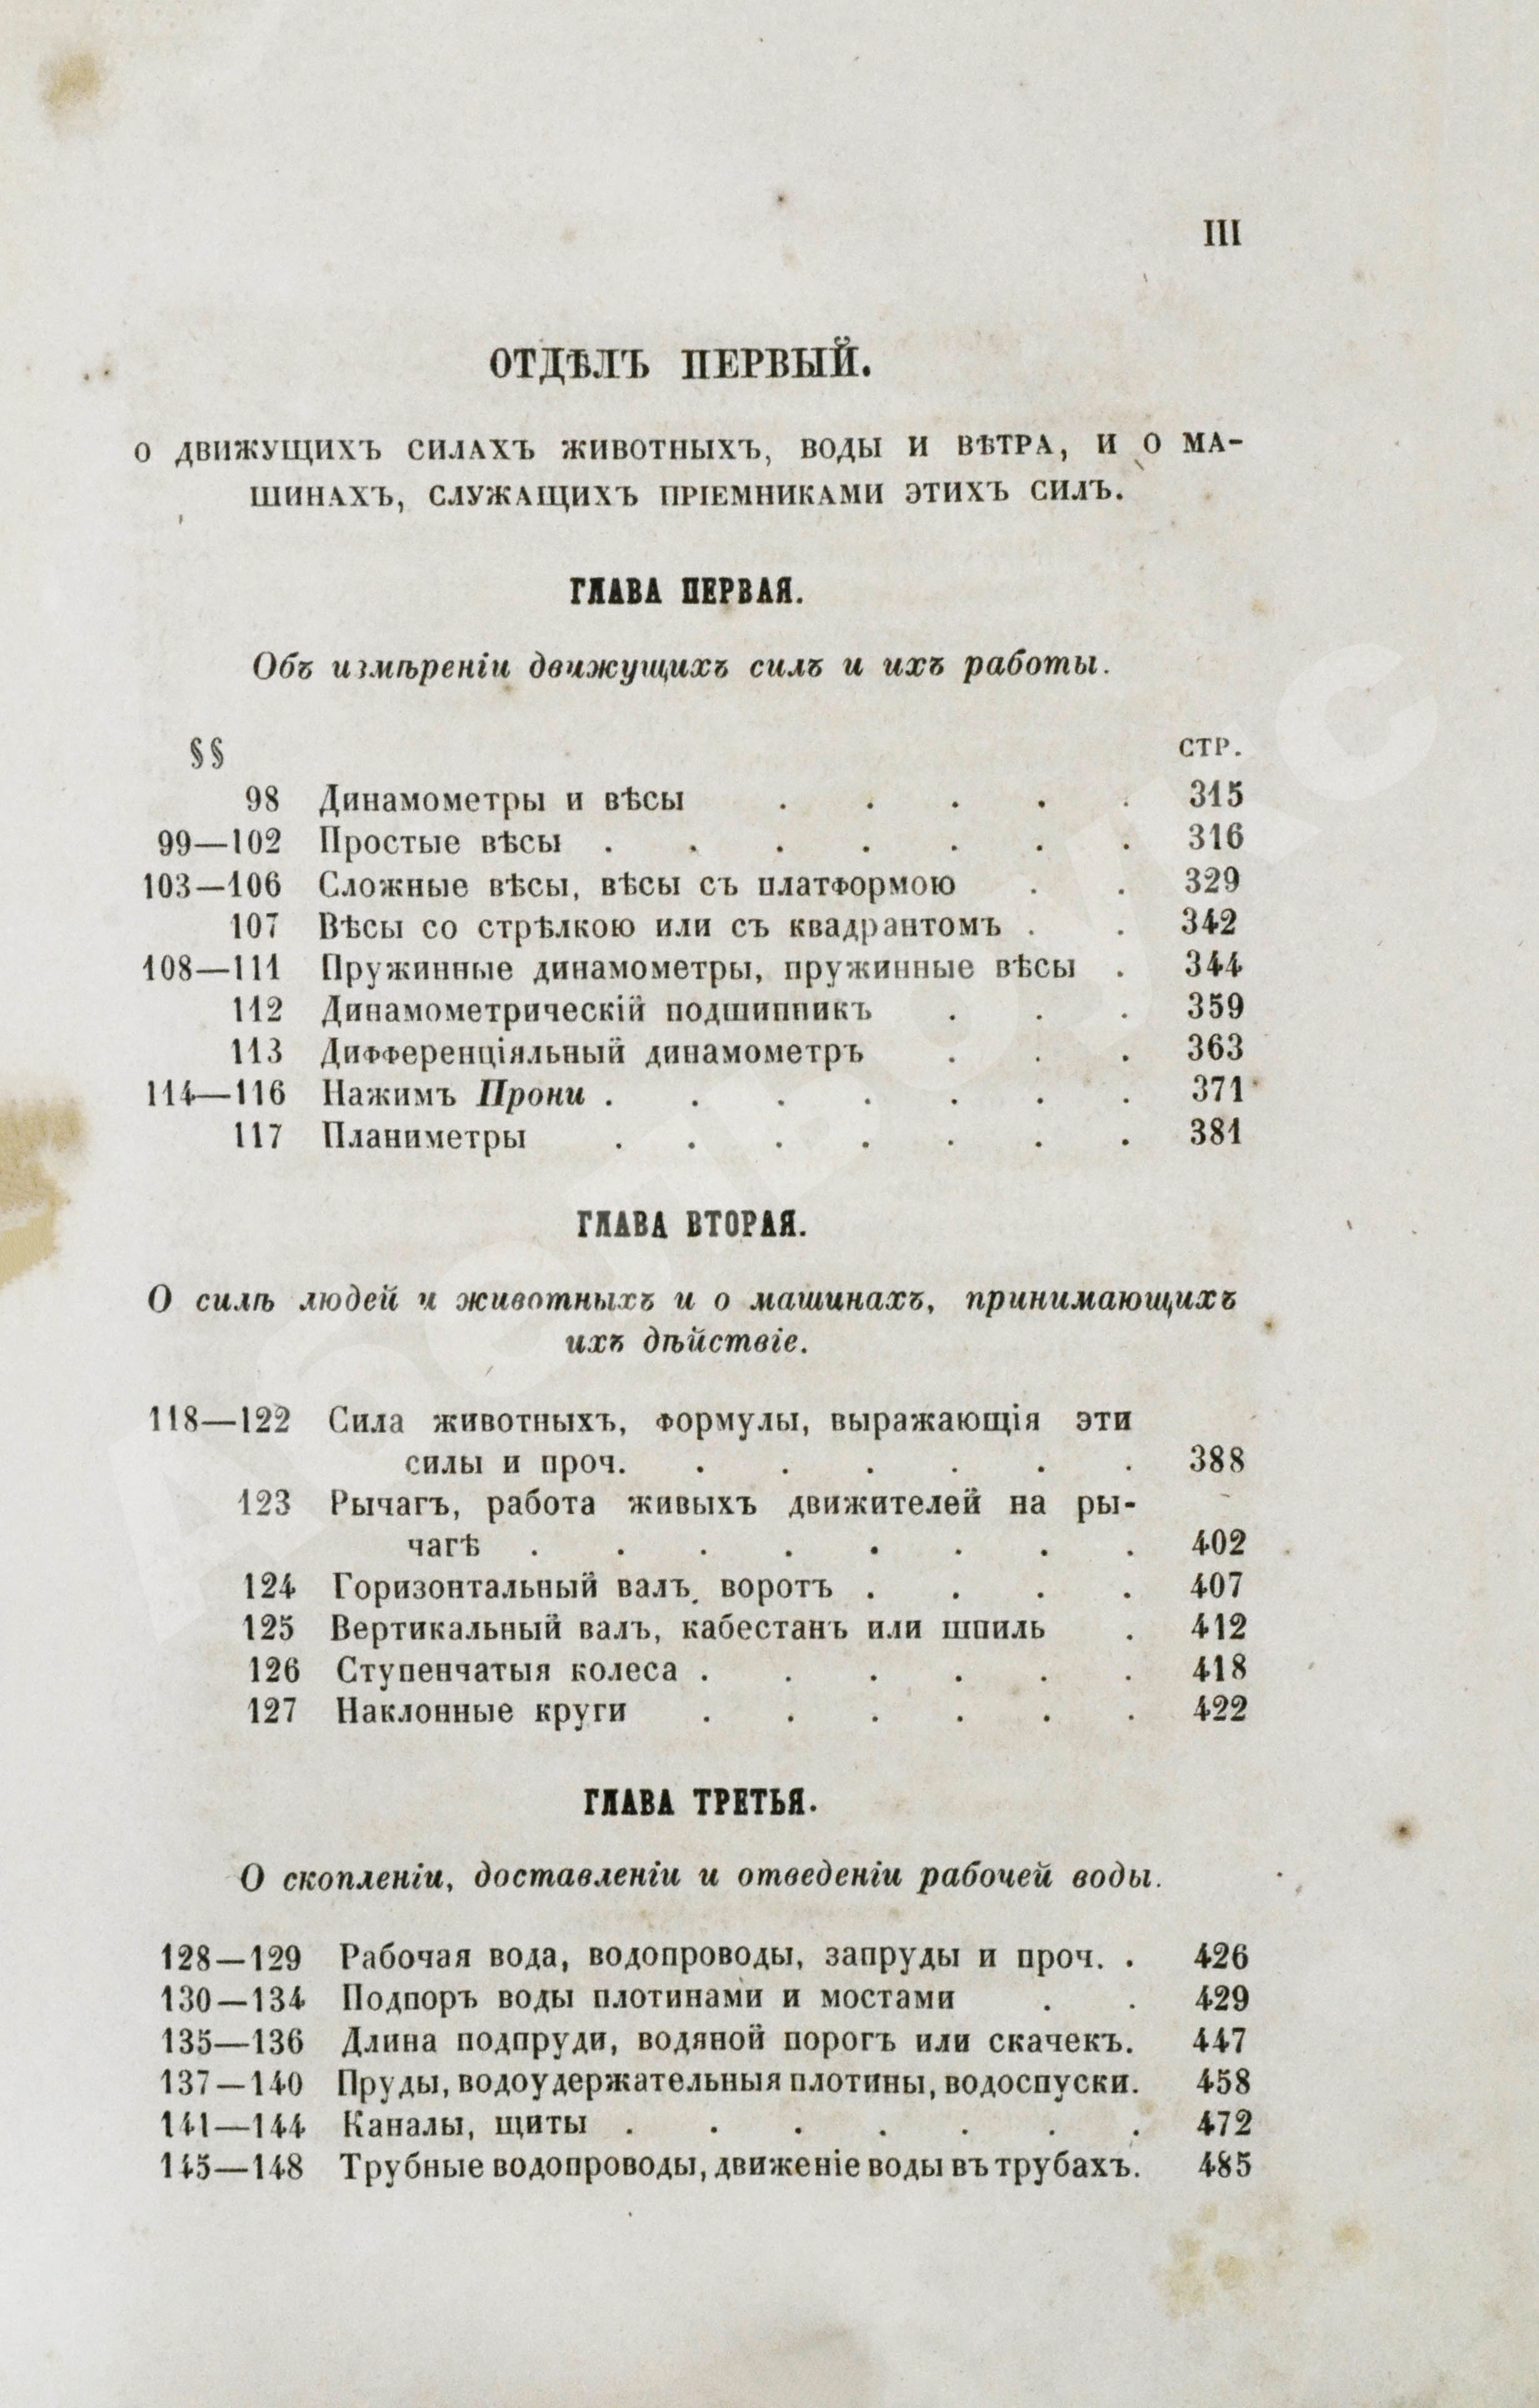 III
ОТДѢЛЪ ПЕРВЫЙ.
О ДВИЖУЩИХЪ СИЛАХЪ ЖИВОТНЫХЪ, ВОДЫ И ВѢТРА, И О МА-
ШИНАХЪ, СЛУЖАЩИХЪ ПРІЕМНИКАМИ ЭТИХЪ СИЛЪ.
ГЛАВА ПЕРВАЯ.
Объ измѣреніи движущихъ силъ и ихъ работы.
§§ СТР.
98 Динамометры и вѣсы . . . . . 315
99—102 Простые вѣсы . . . . . . . 316
103—106 Сложные вѣсы, вѣсы съ платформою . . 329
107 Вѣсы со стрѣлкою или съ квадрантомъ . . 342
108—111 Пружинные динамометры, пружинные вѣсы . 344
112 Динамометрическій подшипникъ . . . 359
113 Дифференціяльный динамометръ . . . 363
114—116 Нажимъ Прони . . . . . . . 371
117 Планиметры . . . . . . . 381
ГЛАВА ВТОРАЯ.
О силѣ людей и животныхъ и о машинахъ, принимающихъ
ихъ дѣйствіе.
118—122 Сила животныхъ, формулы, выражающія эти
силы и проч. . . . . . . 388
123 Рычагъ, работа живыхъ движителей на ры-
чагѣ . . . . . . . . 402
124 Горизонтальный валъ, воротъ . . . . 407
125 Вертикальный валъ, кабестанъ или шпиль . 412
126 Ступенчатыя колеса . . . . . . 418
127 Наклонные круги . . . . . . 422
ГЛАВА ТРЕТЬЯ.
О скопленіи, доставленіи и отведеніи рабочей воды.
128—129 Рабочая вода, водопроводы, запруды и проч. . 426
130—134 Подпоръ воды плотинами и мостами . . 429
135—136 Длина подпруди, водяной порогъ или скачекъ. 447
137—140 Пруды, водоудержательныя плотины, водоспуски. 458
141—144 Каналы, щиты . . . . . . . 472
145—148 Трубные водопроводы, движеніе воды въ трубахъ. 485